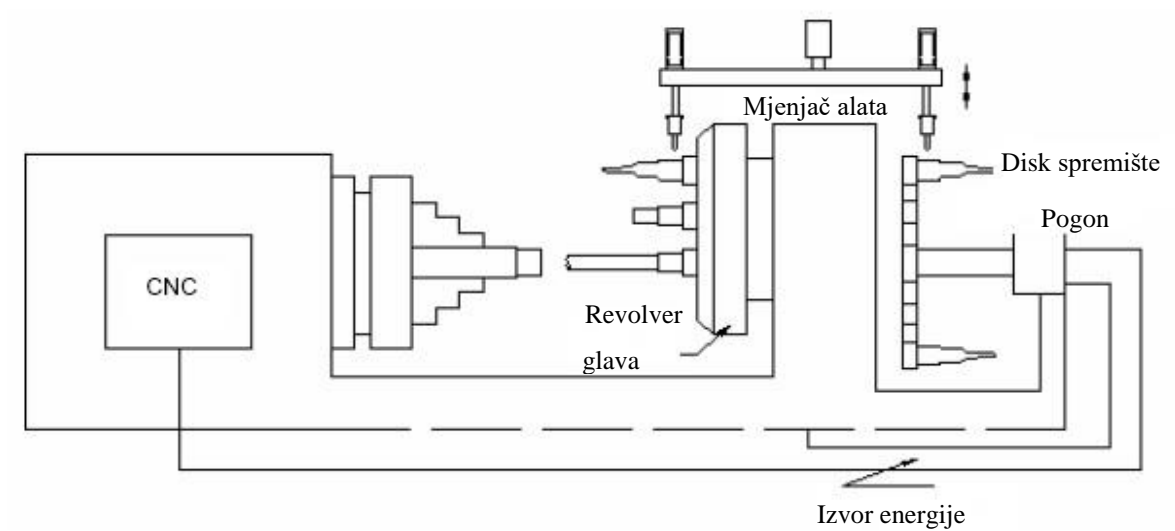 Mjenjač alata
Disk spremište
Pogon
CNC
Revolver
glava
Izvor energije